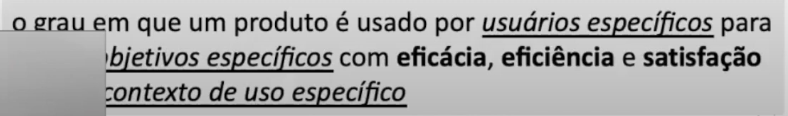 o grau em que um produto é usado por usuários específicos para
objetivos específicos com eficácia, eficiência e satisfação
contexto de uso específico